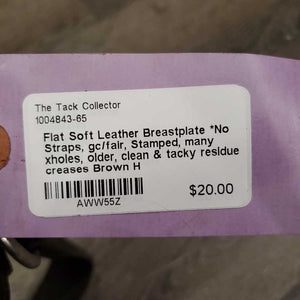 The Tack Collector
1004843-65
Flat Soft Leather Breastplate *No
Straps, gc/fair, Stamped, many
xholes, older, clean & tacky residue
creases Brown H
$20.00
AWW55Z